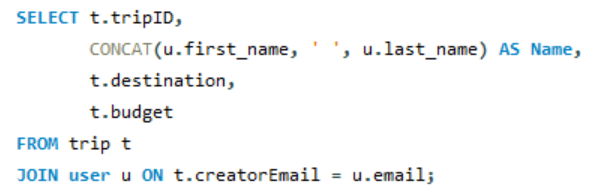 SELECT t.tripID,
CONCAT(u.first_name, ' ', u.last_name) AS Name,
t.destination,
t.budget
FROM trip t
JOIN user u ON t.creatorEmail = u.email;